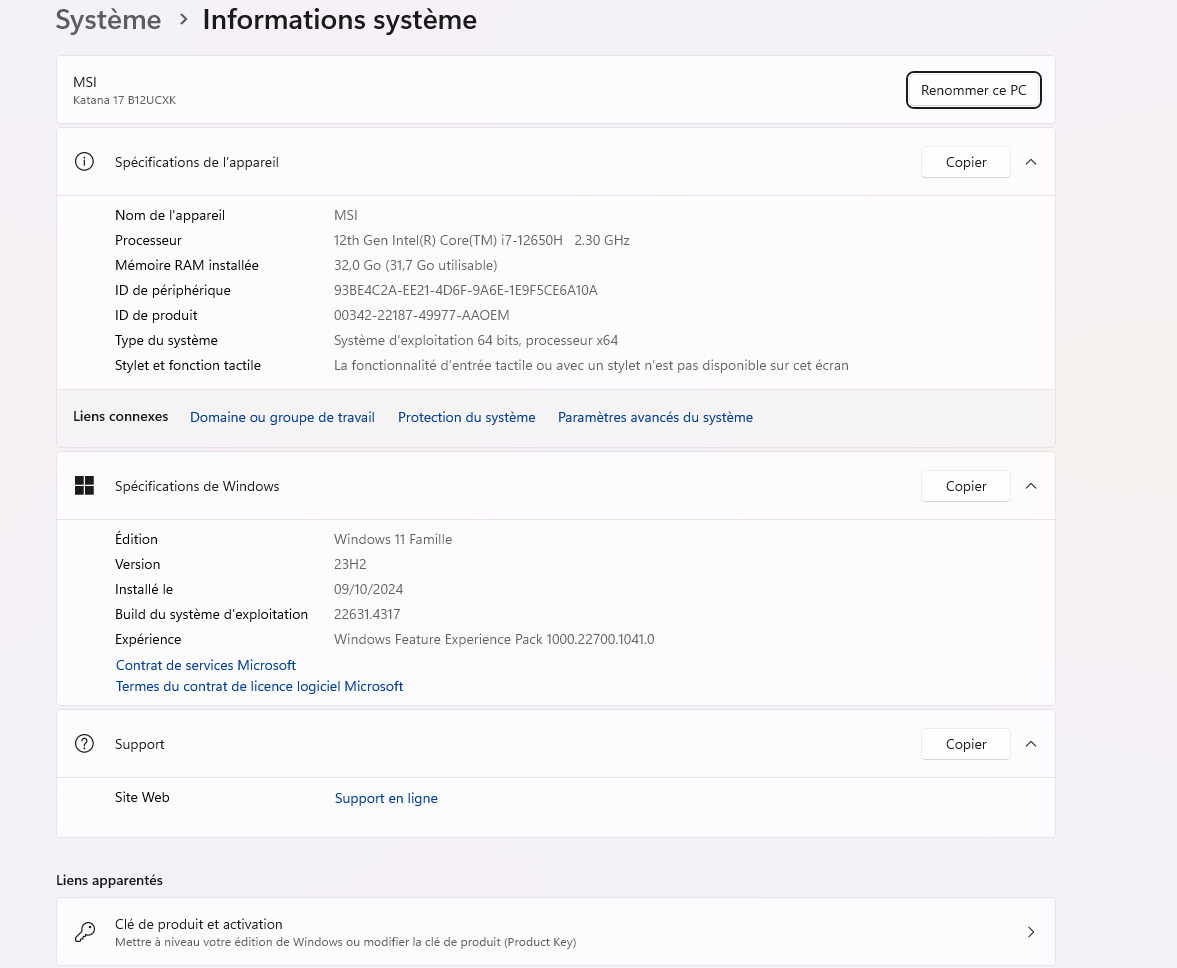 Système > Informations système
MSI
Katana 17 B12UCXK
Renommer ce PC
Spécifications de l'appareil
Copier
Nom de l'appareil MSI
Processeur 12th Gen Intel(R) Core(TM) i7-12650H 2.30 GHz
Mémoire RAM installée 32,0 Go (31,7 Go utilisable)
ID de périphérique 93BE4C2A-EE21-4D6F-9A6E-1E9F5CE6A10A
ID de produit 00342-22187-49977-AAOEM
Type du système Système d'exploitation 64 bits, processeur x64
Stylet et fonction tactile La fonctionnalité d'entrée tactile ou avec un stylet n'est pas disponible sur cet écran
Liens connexes Domaine ou groupe de travail Protection du système Paramètres avancés du système
Spécifications de Windows
Copier
Édition Windows 11 Famille
Version 23H2
Installé le 09/10/2024
Build du système d'exploitation 22631.4317
Expérience Windows Feature Experience Pack 1000.22700.1041.0
Contrat de services Microsoft
Termes du contrat de licence logiciel Microsoft
Support
Copier
Site Web Support en ligne
Liens apparentés
Clé de produit et activation
Mettre à niveau votre édition de Windows ou modifier la clé de produit (Product Key)